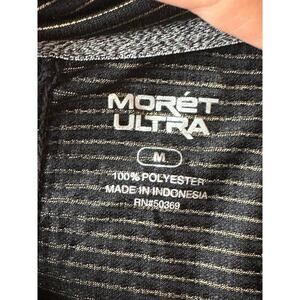 MORéT
ULTRA
M
100% POLYESTER
MADE IN INDONESIA
RN#50369